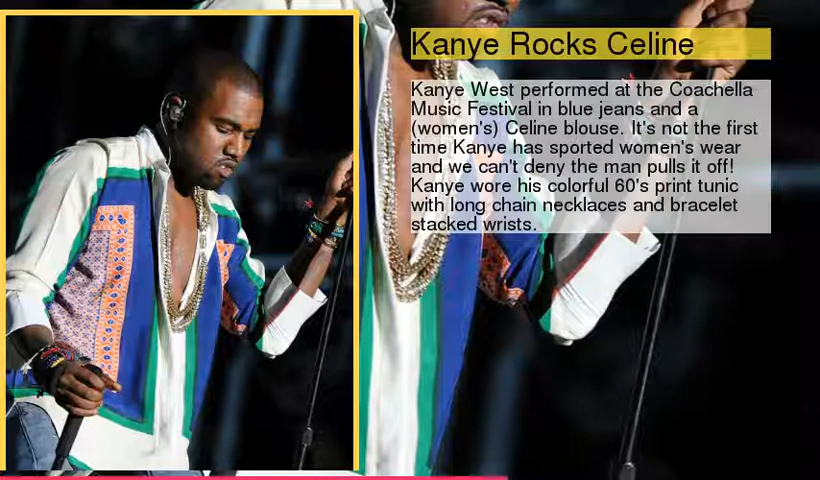 Kanye Rocks Celine
Kanye West performed at the Coachella
Music Festival in blue jeans and a
(women's) Celine blouse. It's not the first
time Kanye has sported women's wear
and we can't deny the man pulls it off!
Kanye wore his colorful 60's print tunic
with long chain necklaces and bracelet
stacked wrists.